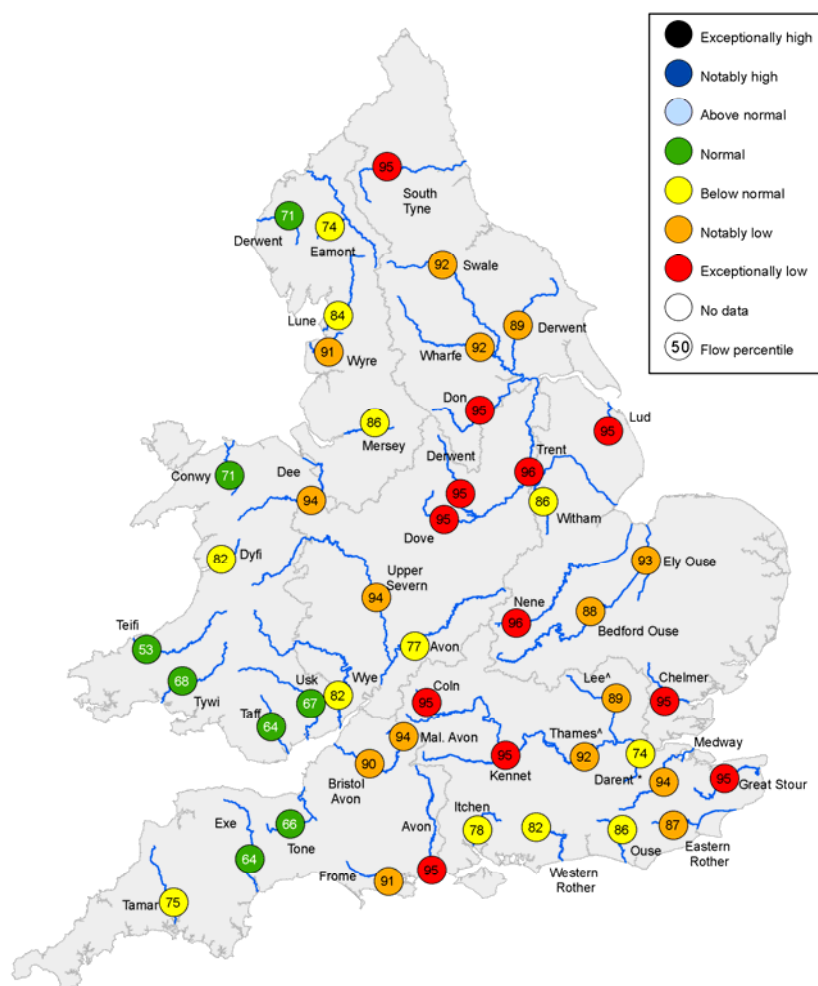 Exceptionally high
Notably high
Above normal
Normal
Below normal
Notably low
Exceptionally low
No data
50 Flow percentile
95
South
Tyne
71
Derwent
74
Eamont
92
Swale
84
Lune
89
Derwent
91
Wyre
92
Wharfe
Don
95
Lud
95
86
Mersey
Trent
96
Derwent
95
Conwy
71
Dee
94
86
Witham
95
Dove
82
Dyfi
93
Ely Ouse
Upper
Severn
94
Nene
96
88
Bedford Ouse
Teifi
53
77
Avon
68
Tywi
Usk
67
Wye
82
Taff
64
Coln
95
Lee^
89
Chelmer
95
94
Mal. Avon
90
Bristol
Avon
95
Kennet
Thames^
92
74
Darent *
Medway
94
95
Great Stour
Exe
64
66
Tone
Avon
95
Itchen
78
82
Western
Rother
86
Ouse
87
Eastern
Rother
Frome
91
Tamar
75